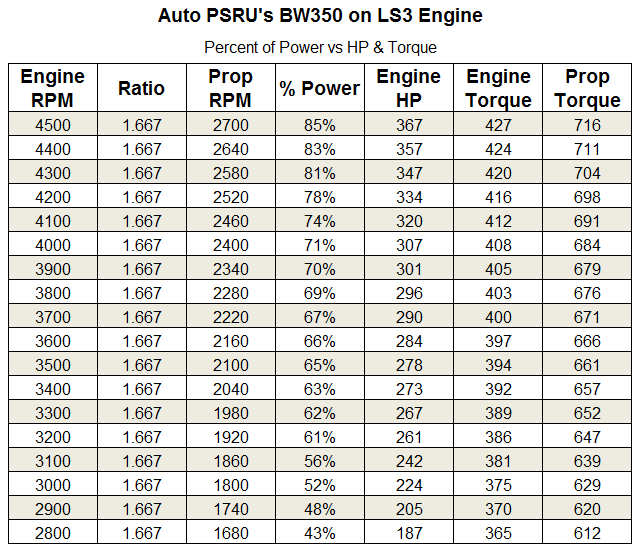 Auto PSRU's BW350 on LS3 Engine
Percent of Power vs HP & Torque
Engine RPM Ratio Prop RPM % Power Engine HP Engine Torque Prop Torque
4500 1.667 2700 85% 367 427 716
4400 1.667 2640 83% 357 424 711
4300 1.667 2580 81% 347 420 704
4200 1.667 2520 78% 334 416 698
4100 1.667 2460 74% 320 412 691
4000 1.667 2400 71% 307 408 684
3900 1.667 2340 70% 301 405 679
3800 1.667 2280 69% 296 403 676
3700 1.667 2220 67% 290 400 671
3600 1.667 2160 66% 284 397 666
3500 1.667 2100 65% 278 394 661
3400 1.667 2040 63% 273 392 657
3300 1.667 1980 62% 267 389 652
3200 1.667 1920 61% 261 386 647
3100 1.667 1860 56% 242 381 639
3000 1.667 1800 52% 224 375 629
2900 1.667 1740 48% 205 370 620
2800 1.667 1680 43% 187 365 612